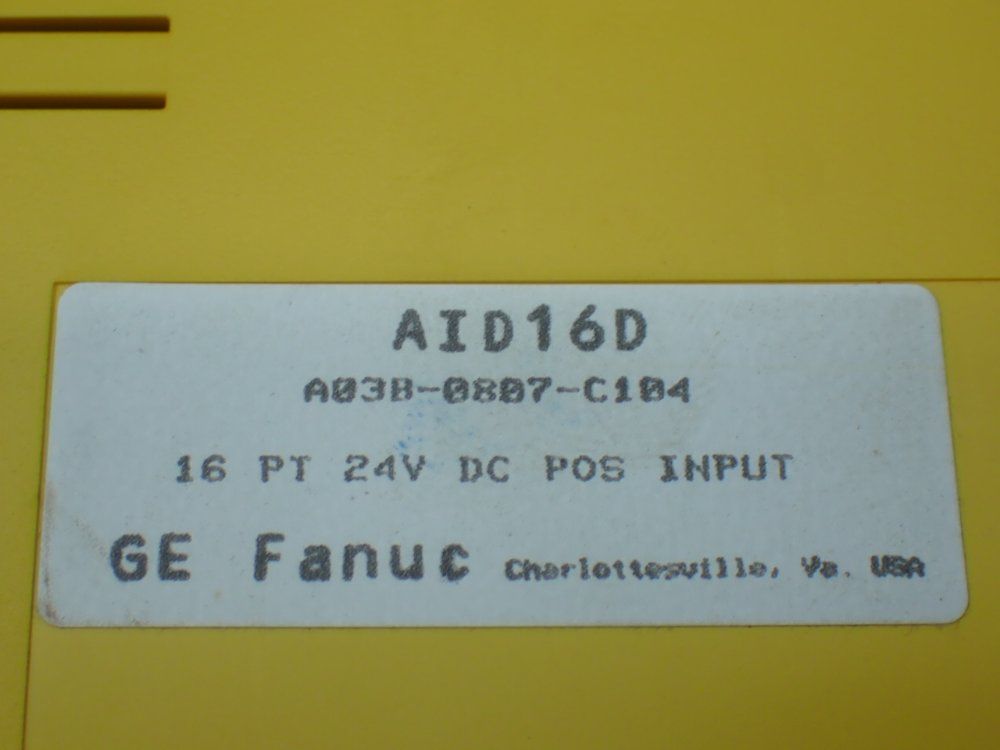 AID16D
A03B-0807-C104
16 PT 24V DC POS INPUT
GE Fanuc Charlottesville, Va. USA